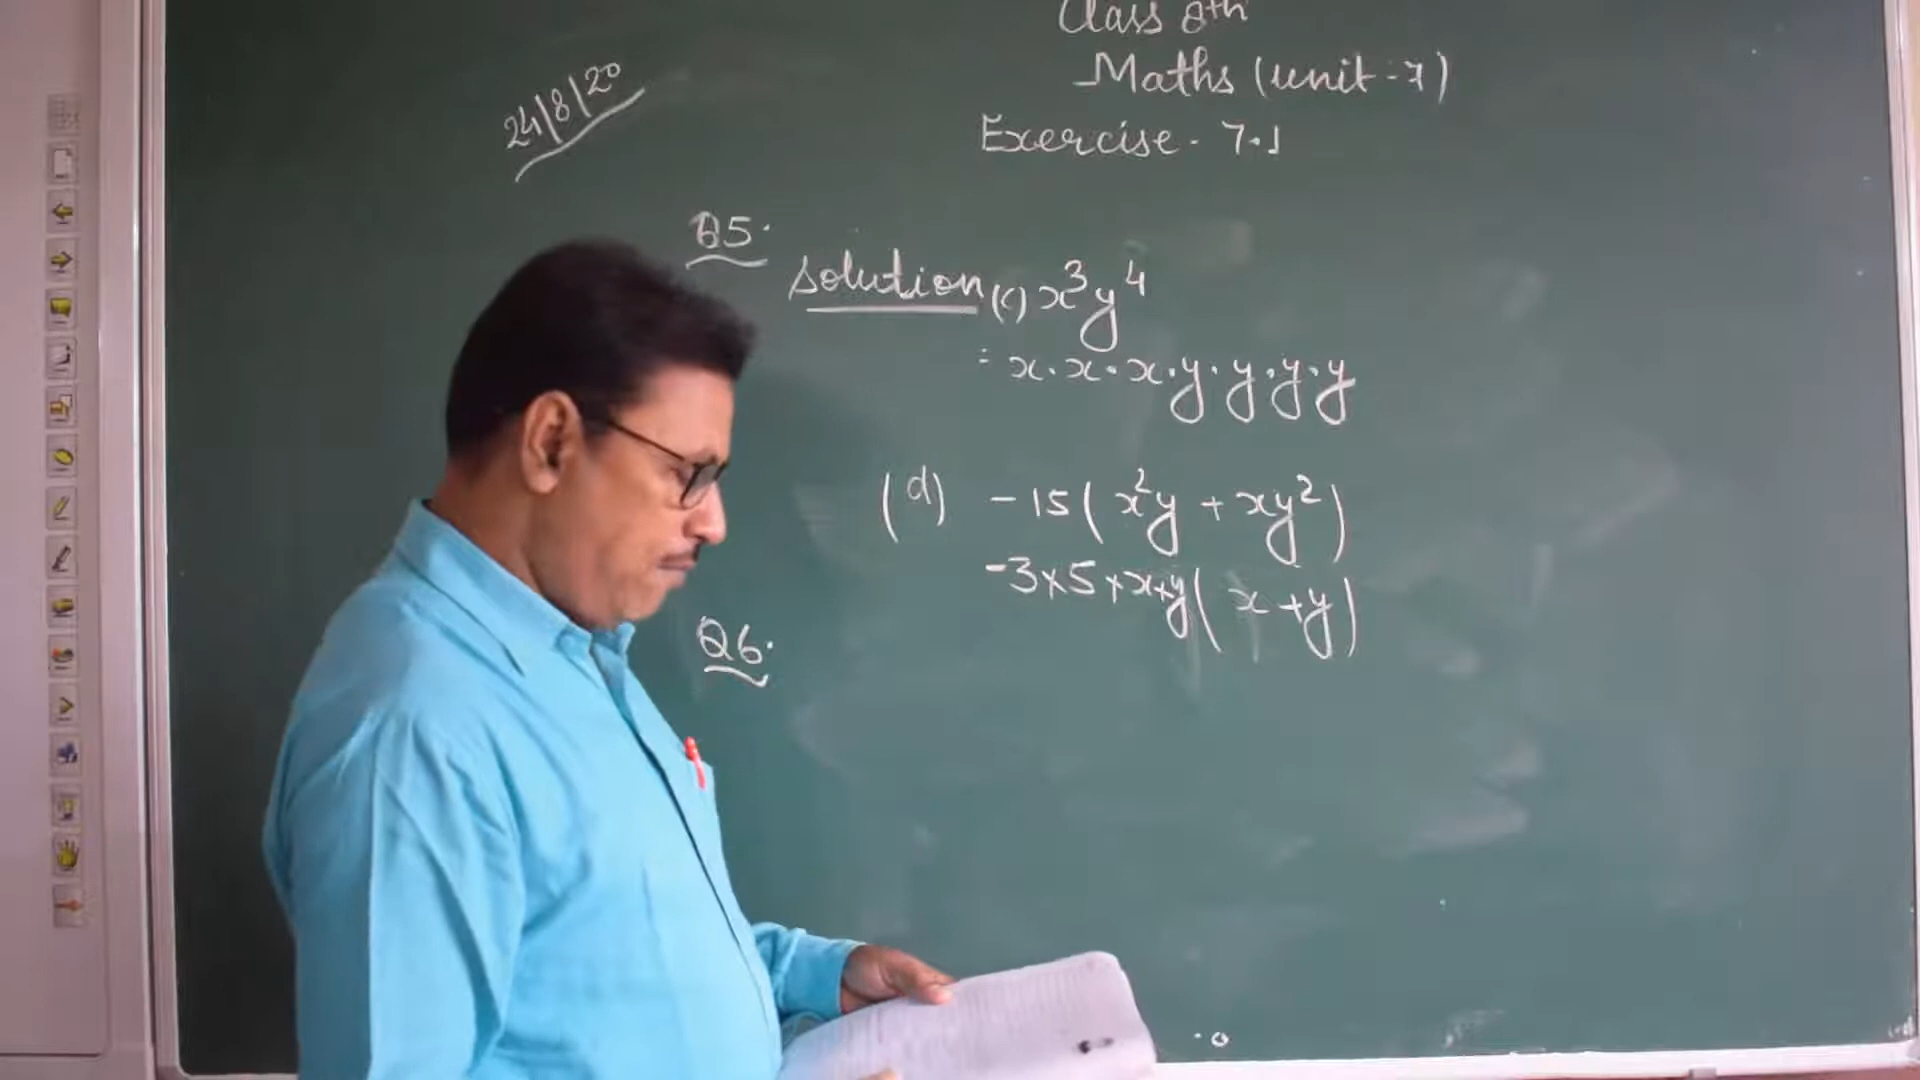 Class 8th
Maths (unit-7)
24/8/20
Exercise - 7.1
Q5.
Solution (c) x³y⁴
= x.x.x.y.y.y.y
(d) -15(x²y + xy²)
-3×5×x×y(x+y)
Q6.